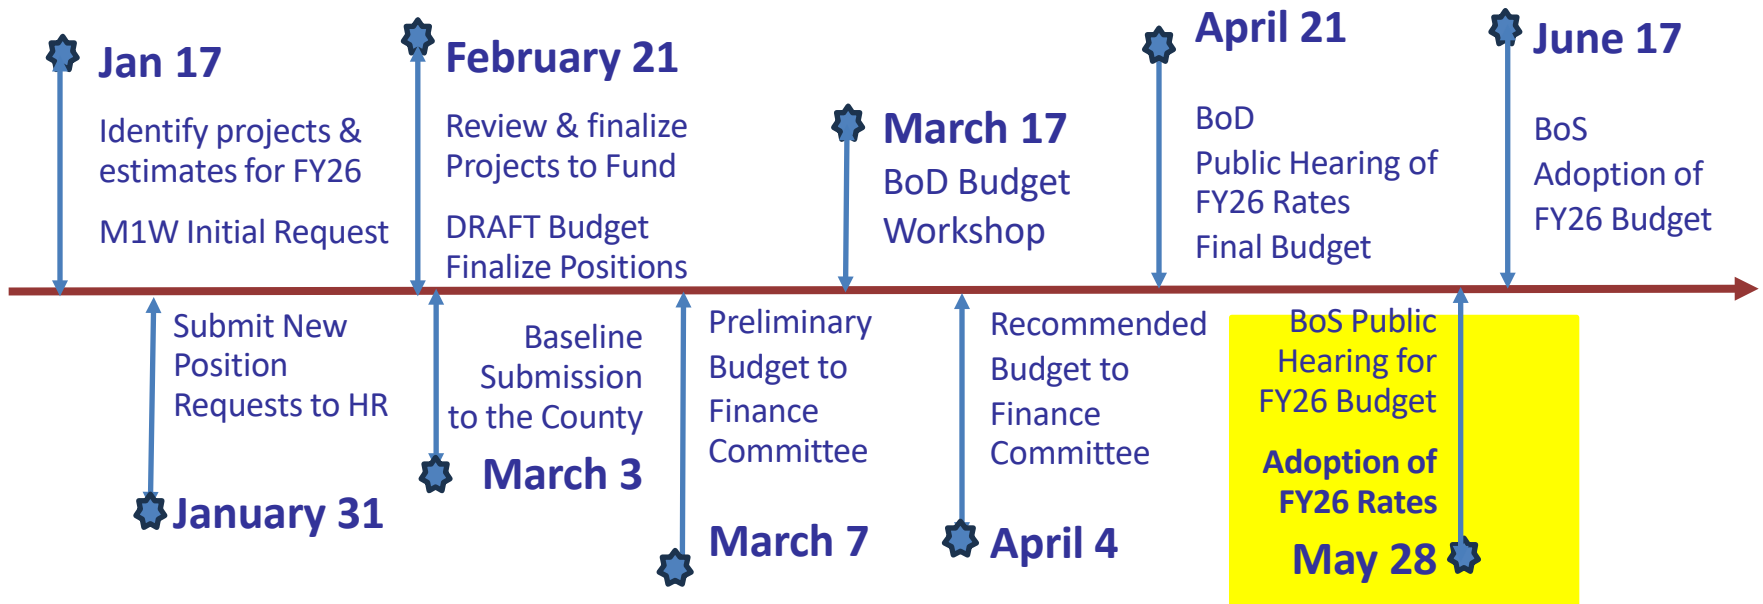 Jan 17
Identify projects &
estimates for FY26
M1W Initial Request
February 21
Review & finalize
Projects to Fund
DRAFT Budget
Finalize Positions
March 17
BoD Budget
Workshop
April 21
BoD
Public Hearing of
FY26 Rates
Final Budget
June 17
BoS
Adoption of
FY26 Budget
Submit New
Position
Requests to HR
January 31
Baseline
Submission
to the County
March 3
Preliminary
Budget to
Finance
Committee
March 7
Recommended
Budget to
Finance
Committee
April 4
BoS Public
Hearing for
FY26 Budget
Adoption of
FY26 Rates
May 28